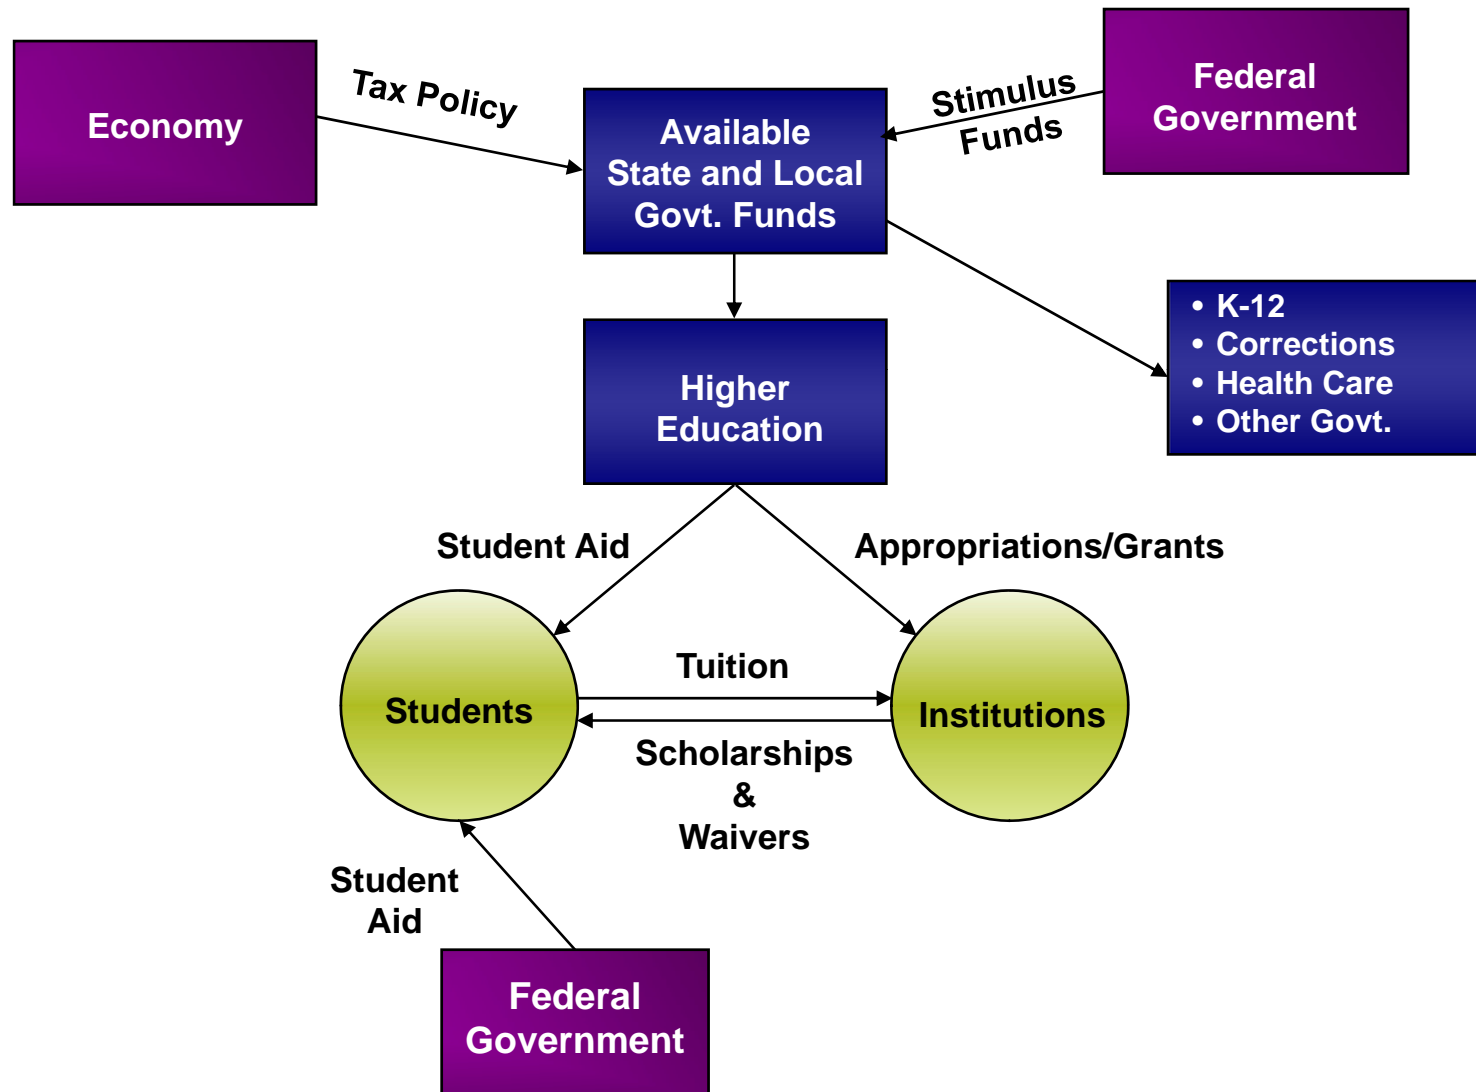 Economy
Tax Policy
Available
State and Local
Govt. Funds
Stimulus
Funds
Federal
Government
• K-12
• Corrections
• Health Care
• Other Govt.
Higher
Education
Student Aid
Appropriations/Grants
Students
Tuition
Institutions
Scholarships
&
Waivers
Student
Aid
Federal
Government